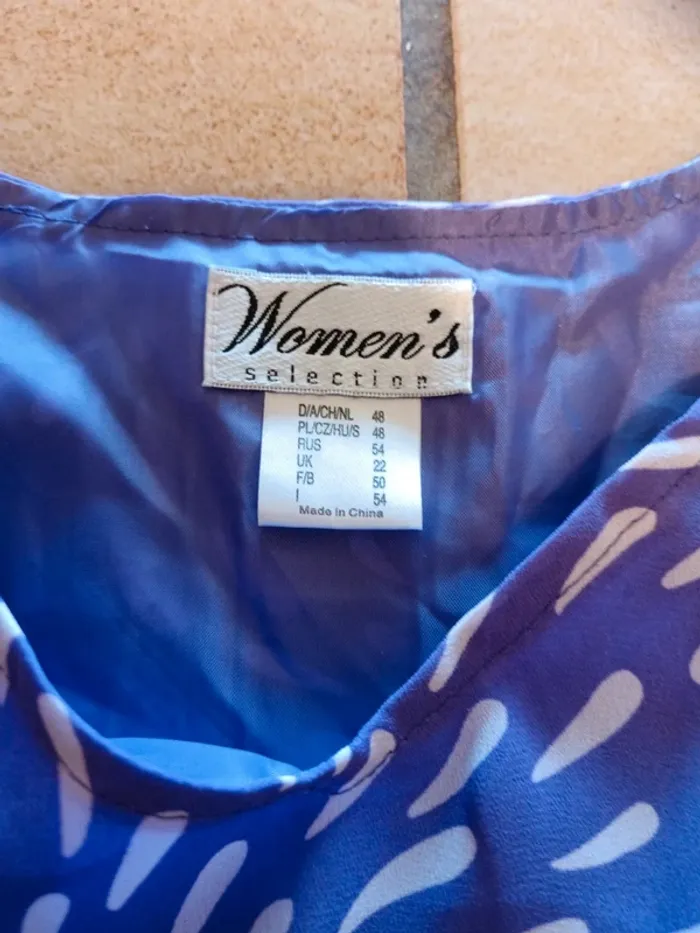 Women's
selection
D/A/CH/NL 48
PL/CZ/HU/S 48
RUS 54
UK 22
F/B 50
I 54
Made in China